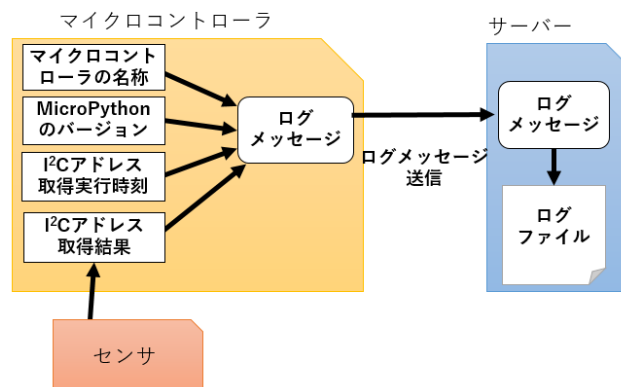 マイクロコントローラ
サーバー
マイクロコント
ローラの名称
MicroPython
のバージョン
I²Cアドレス
取得実行時刻
I²Cアドレス
取得結果
ログ
メッセージ
ログメッセージ
送信
ログ
メッセージ
ログ
ファイル
センサ